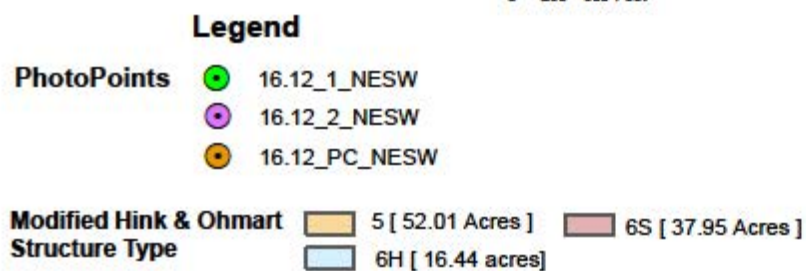 Legend
PhotoPoints
16.12_1_NESW
16.12_2_NESW
16.12_PC_NESW
Modified Hink & Ohmart
Structure Type
5 [ 52.01 Acres ]
6S [ 37.95 Acres ]
6H [ 16.44 acres]